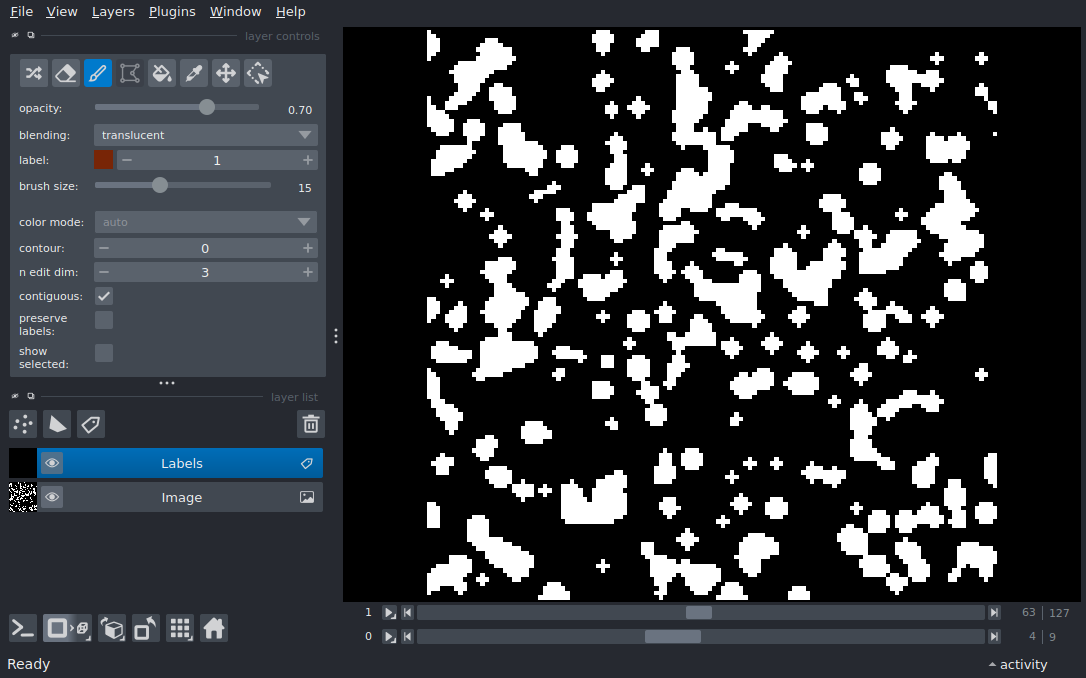 File View Layers Plugins Window Help
layer controls
opacity: 0.70
blending: translucent
label: 1
brush size: 15
color mode: auto
contour: 0
n edit dim: 3
contiguous:
preserve
labels:
show
selected:
layer list
Labels
Image
1 63 127
0 4 9
Ready activity